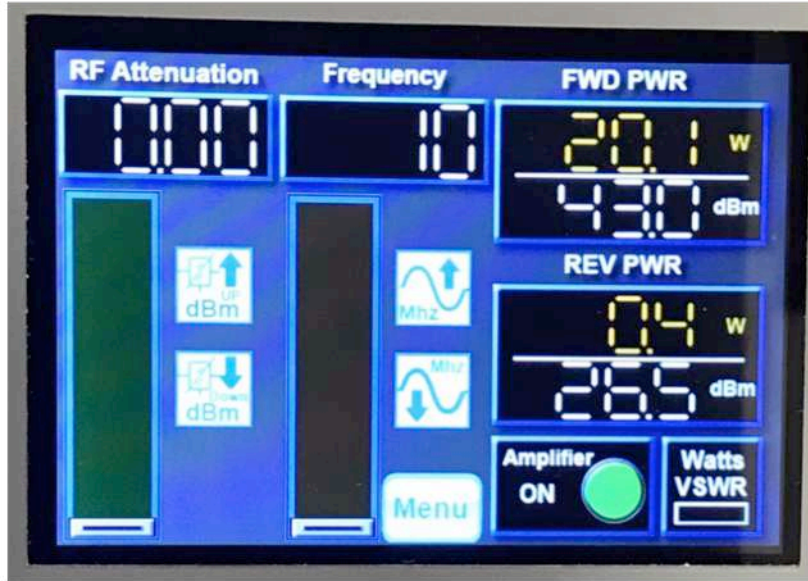 RF Attenuation
Frequency
FWD PWR
0.00
10
20.1 W
43.0 dBm
UP
dBm
Mhz
REV PWR
0.4 W
26.5 dBm
Down
dBm
Mhz
Menu
Amplifier
ON
Watts
VSWR